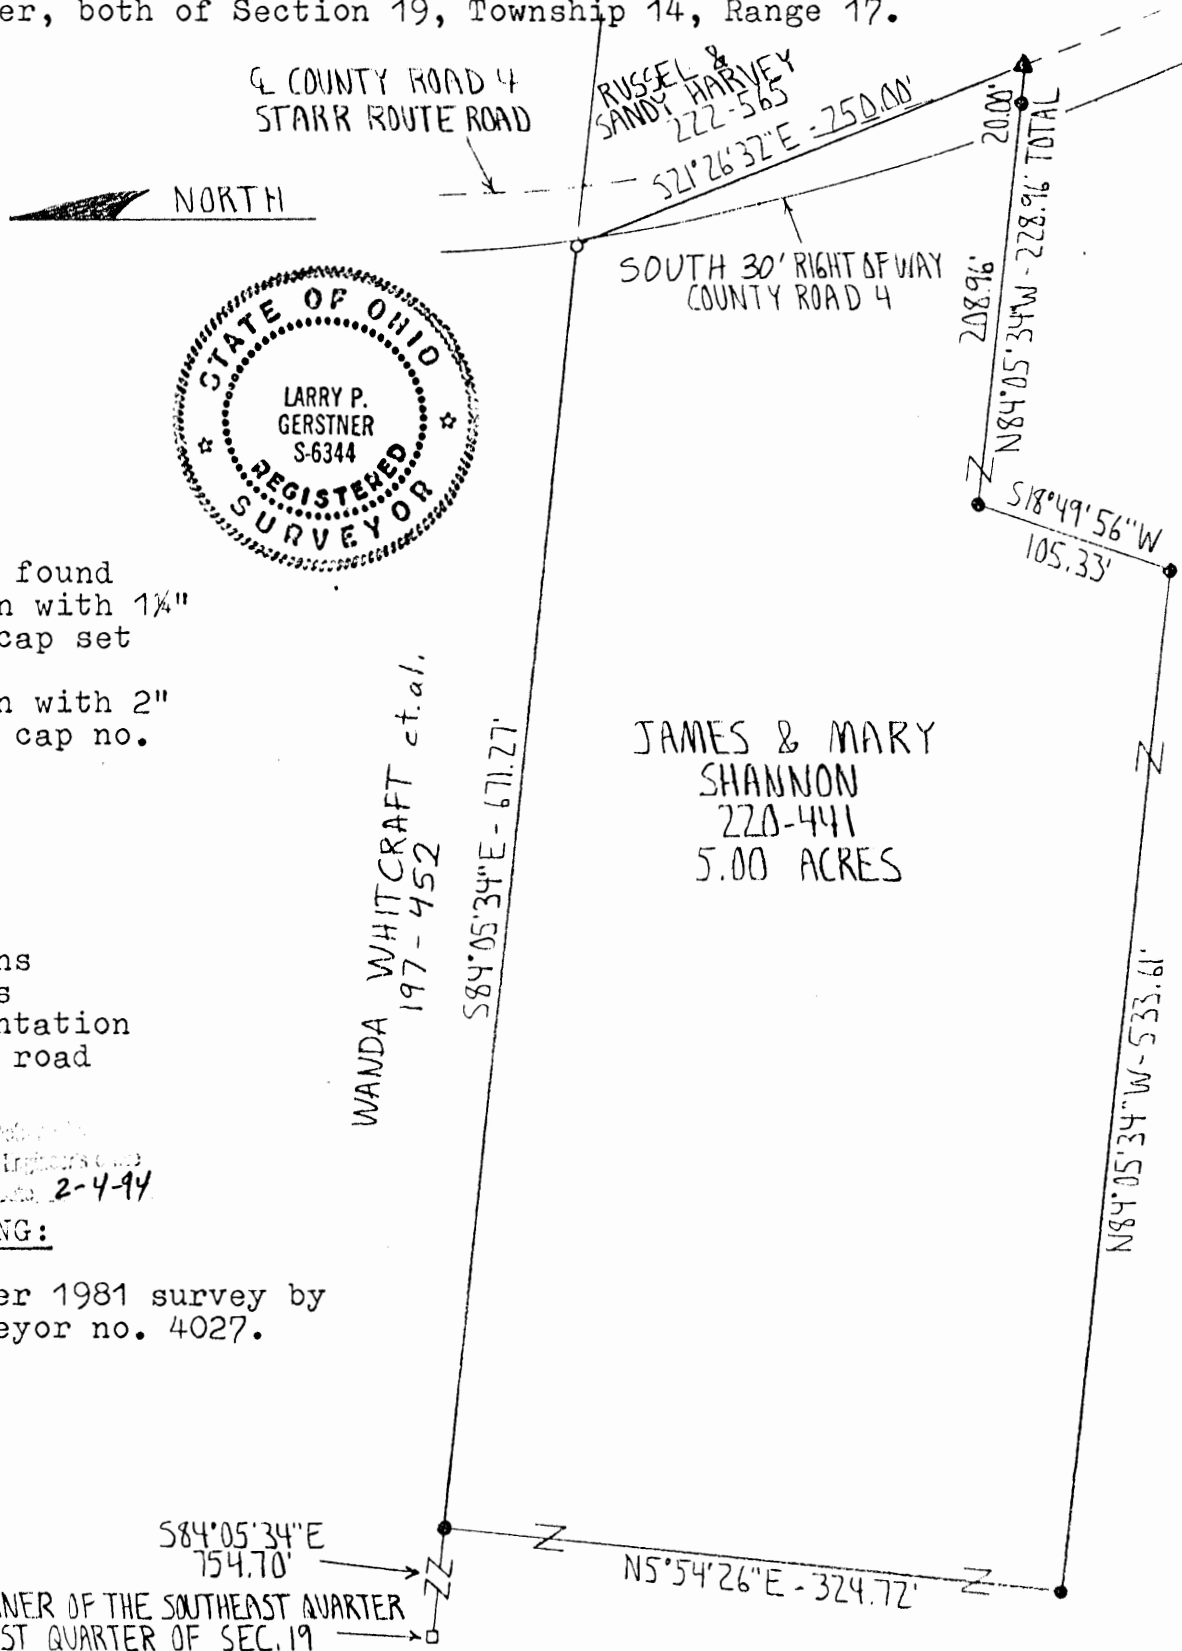 er, both of Section 19, Township 14, Range 17.
℄ COUNTY ROAD 4
STARR ROUTE ROAD
RUSSEL &
SANDY HARVEY
222-565
S21°26'32"E - 250.00'
20.00'
N84°05'34"W - 228.96' TOTAL
208.96'
NORTH
SOUTH 30' RIGHT OF WAY
COUNTY ROAD 4
STATE OF OHIO
LARRY P.
GERSTNER
S-6344
REGISTERED
SURVEYOR
S18°49'56"W
105.33'
found
n with 1¼"
cap set
n with 2"
cap no.
WANDA WHITCRAFT et.al.
197-452
S84°05'34"E - 671.27'
JAMES & MARY
SHANNON
220-441
5.00 ACRES
N84°05'34"W - 533.61'
ns
s
ntation
road
Engineer's
2-4-94
NG:
er 1981 survey by
eyor no. 4027.
S84°05'34"E
754.70'
N5°54'26"E - 324.72'
NER OF THE SOUTHEAST QUARTER
ST QUARTER OF SEC. 19